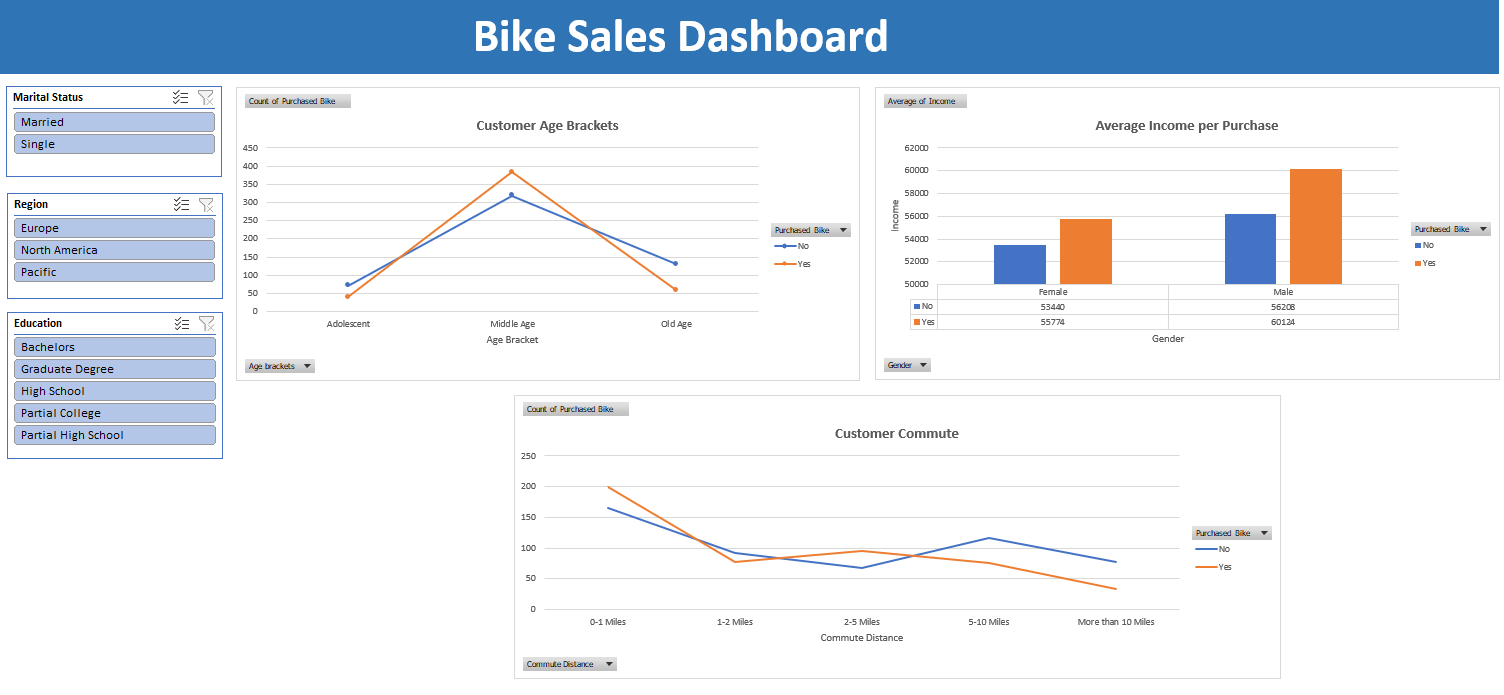 Bike Sales Dashboard
Marital Status
Married
Single
Region
Europe
North America
Pacific
Education
Bachelors
Graduate Degree
High School
Partial College
Partial High School
Count of Purchased Bike
Customer Age Brackets
450
400
350
300
250
200
150
100
50
0
Adolescent Middle Age Old Age
Age Bracket
Purchased Bike
No
Yes
Age brackets
Average of Income
Average Income per Purchase
62000
60000
58000
56000
54000
52000
50000
Income
Female Male
No 53440 56208
Yes 55774 60124
Gender
Purchased Bike
No
Yes
Gender
Count of Purchased Bike
Customer Commute
250
200
150
100
50
0
0-1 Miles 1-2 Miles 2-5 Miles 5-10 Miles More than 10 Miles
Commute Distance
Purchased Bike
No
Yes
Commute Distance